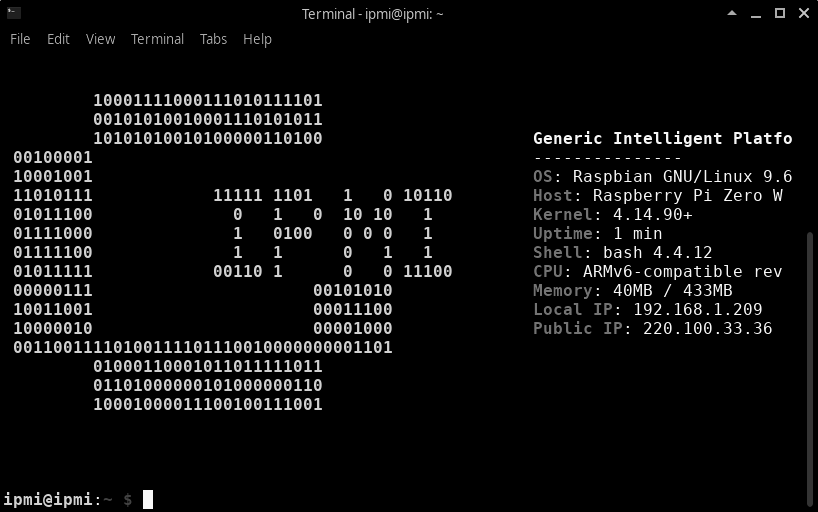 Terminal - ipmi@ipmi: ~
File Edit View Terminal Tabs Help
10001111000111010111101
00101010010001110101011
10101010010100000110100 Generic Intelligent Platfo
00100001 ---------------
10001001 OS: Raspbian GNU/Linux 9.6
11010111 11111 1101 1 0 10110 Host: Raspberry Pi Zero W
01011100 0 1 0 10 10 1 Kernel: 4.14.90+
01111000 1 0100 0 0 0 1 Uptime: 1 min
01111100 1 1 0 1 1 Shell: bash 4.4.12
01011111 00110 1 0 0 11100 CPU: ARMv6-compatible rev
00000111 00101010 Memory: 40MB / 433MB
10011001 00011100 Local IP: 192.168.1.209
10000010 00001000 Public IP: 220.100.33.36
00110011110100111101110010000000001101
01000110001011011111011
01101000000101000000110
10001000011100100111001
ipmi@ipmi:~ $